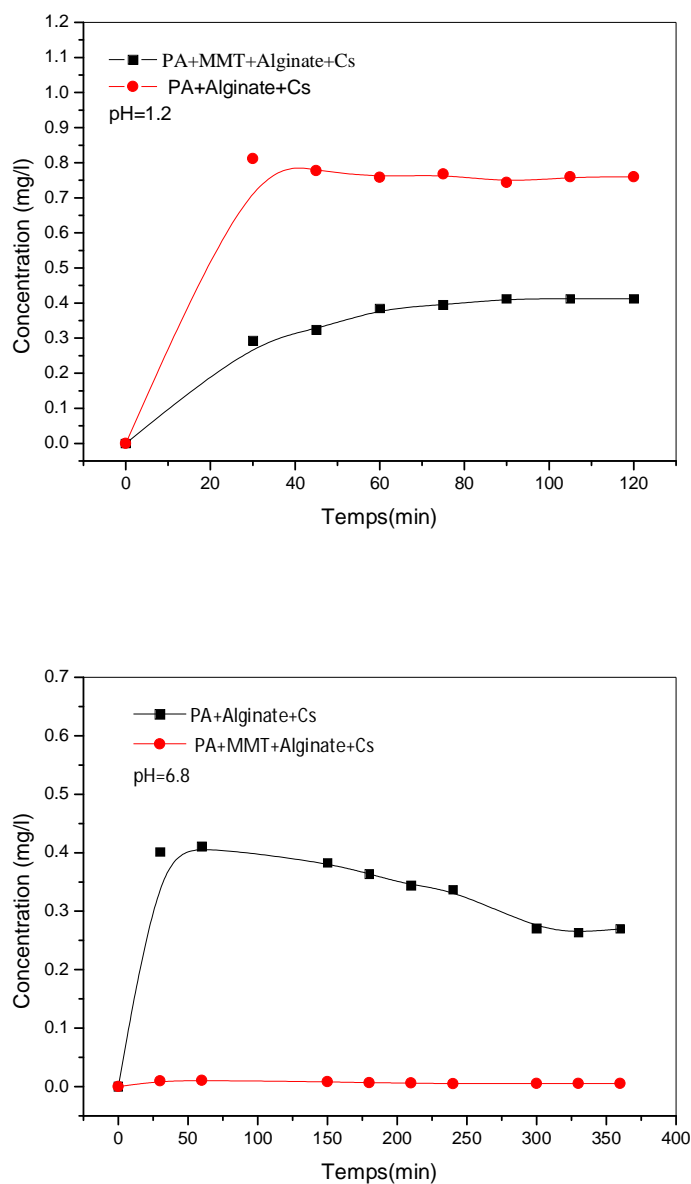 1.2
1.1
1.0
0.9
0.8
0.7
0.6
0.5
0.4
0.3
0.2
0.1
0.0
Concentration (mg/l)
PA+MMT+Alginate+Cs
PA+Alginate+Cs
pH=1.2
0 20 40 60 80 100 120
Temps(min)
0.7
0.6
0.5
0.4
0.3
0.2
0.1
0.0
Concentration (mg/l)
PA+Alginate+Cs
PA+MMT+Alginate+Cs
pH=6.8
0 50 100 150 200 250 300 350 400
Temps(min)